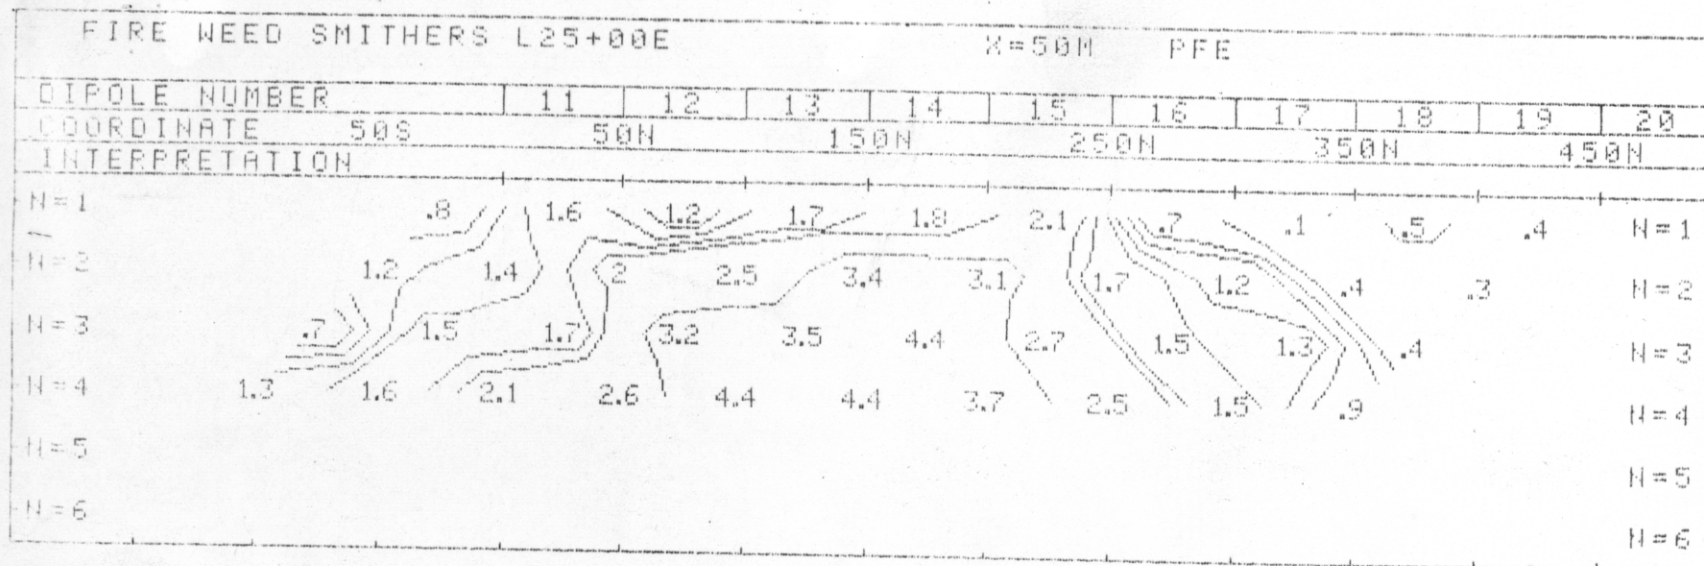 FIRE WEED SMITHERS L25+00E X=50M PFE
DIPOLE NUMBER 11 12 13 14 15 16 17 18 19 20
COORDINATE 50S 50N 150N 250N 350N 450N
INTERPRETATION
N=1 .8 1.6 1.2 1.7 1.8 2.1 .7 .1 .5 .4 N=1
N=2 1.2 1.4 2 2.5 3.4 3.1 1.7 1.2 .4 .3 N=2
N=3 .7 1.5 1.7 3.2 3.5 4.4 2.7 1.5 1.3 .4 N=3
N=4 1.3 1.6 2.1 2.6 4.4 4.4 3.7 2.5 1.5 .9 N=4
N=5 N=5
N=6 N=6